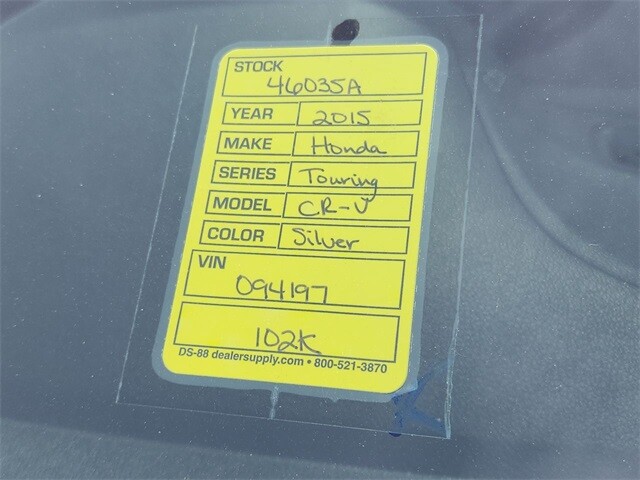 STOCK
46035A
YEAR 2015
MAKE Honda
SERIES Touring
MODEL CR-V
COLOR Silver
VIN
094197
102K
DS-88 dealersupply.com • 800-521-3870